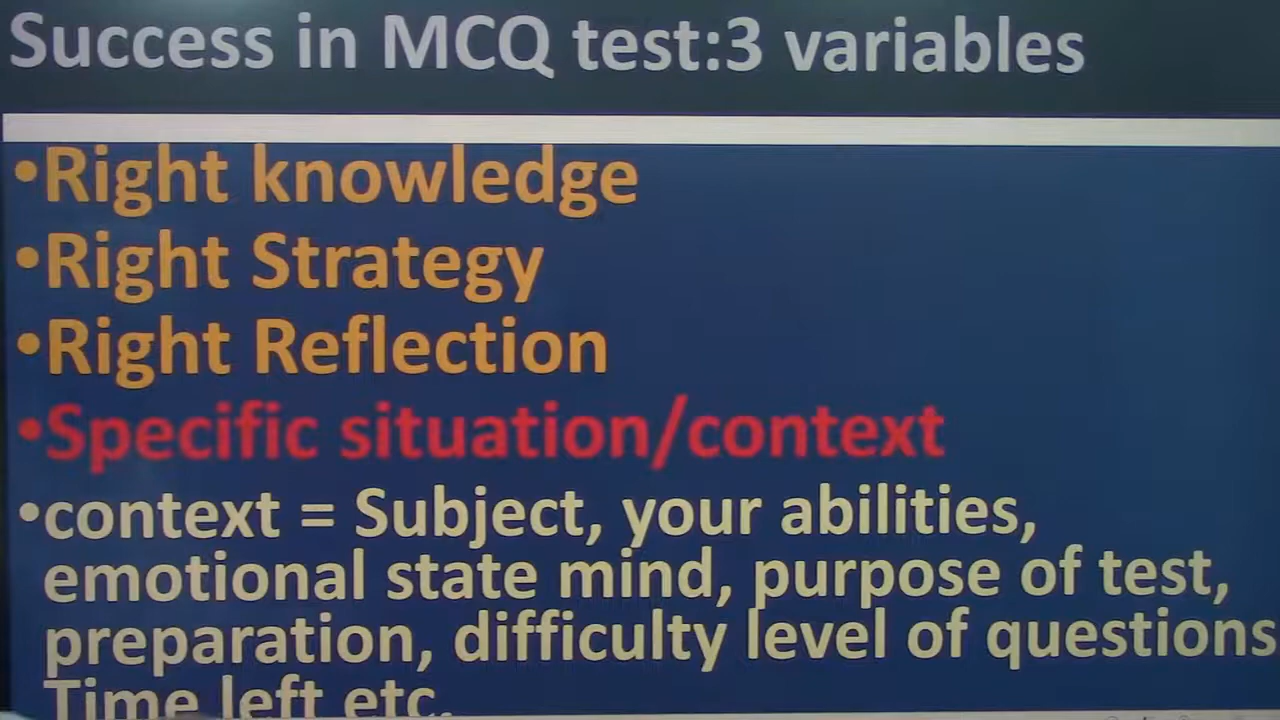 Success in MCQ test:3 variables
•Right knowledge
•Right Strategy
•Right Reflection
•Specific situation/context
•context = Subject, your abilities,
emotional state mind, purpose of test,
preparation, difficulty level of questions
Time left etc.